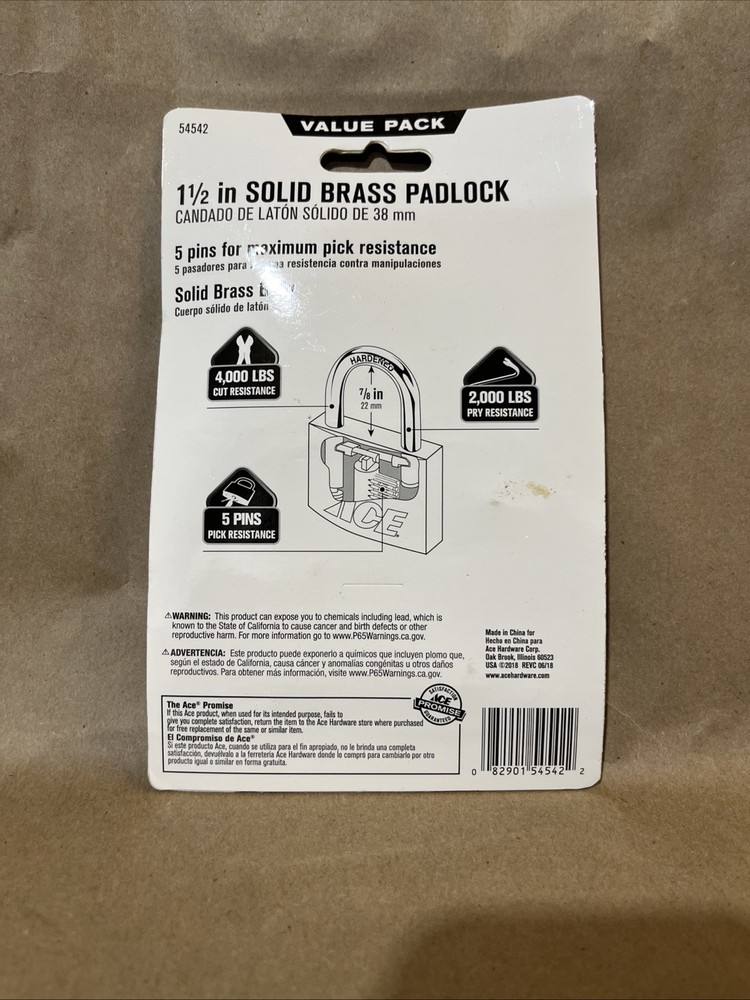 54542
VALUE PACK
1½ in SOLID BRASS PADLOCK
CANDADO DE LATÓN SÓLIDO DE 38 mm
5 pins for maximum pick resistance
5 pasadores para resistencia contra manipulaciones
Solid Brass
Cuerpo sólido de latón
4,000 LBS
CUT RESISTANCE
HARDENED
7/8 in
22 mm
2,000 LBS
PRY RESISTANCE
5 PINS
PICK RESISTANCE
ACE
⚠WARNING: This product can expose you to chemicals including lead, which is
known to the State of California to cause cancer and birth defects or other
reproductive harm. For more information go to www.P65Warnings.ca.gov.
⚠ADVERTENCIA: Este producto puede exponerlo a químicos que incluyen plomo que,
según el estado de California, causa cáncer y anomalías congénitas u otros daños
reproductivos. Para obtener más información, visite www.P65Warnings.ca.gov.
Made in China for
Hecho en China para
Ace Hardware Corp.
Oak Brook, Illinois 60523
USA ©2018 REVC 06/18
www.acehardware.com
The Ace® Promise
If this Ace product, when used for its intended purpose, fails to
give you complete satisfaction, return the item to the Ace Hardware store where purchased
for free replacement of the same or similar item.
El Compromiso de Ace®
Si este producto Ace, cuando se utiliza para el fin apropiado, no le brinda una completa
satisfacción, devuélvalo a la ferretería Ace Hardware donde lo compró para cambiarlo por otro
producto igual o similar en forma gratuita.
SATISFACTION
ACE
PROMISE
GUARANTEED
0 82901 54542 2